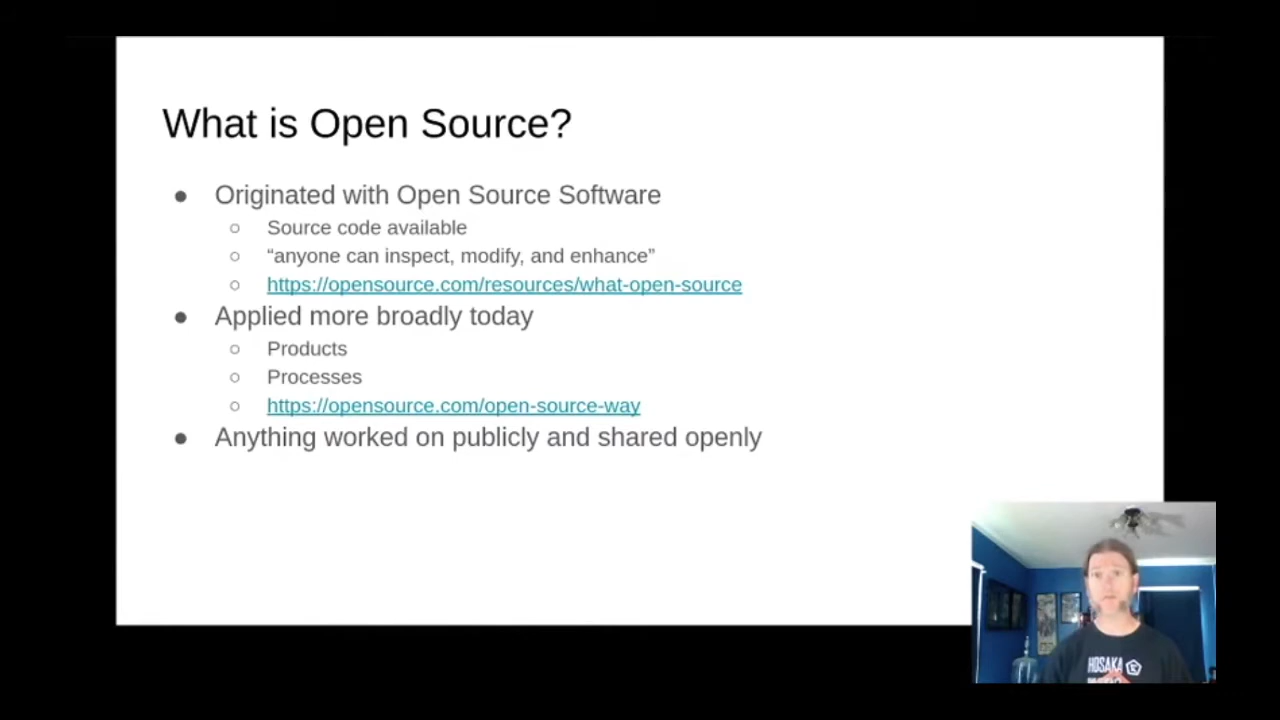 What is Open Source?
● Originated with Open Source Software
○ Source code available
○ “anyone can inspect, modify, and enhance”
○ https://opensource.com/resources/what-open-source
● Applied more broadly today
○ Products
○ Processes
○ https://opensource.com/open-source-way
● Anything worked on publicly and shared openly
HOSAKA